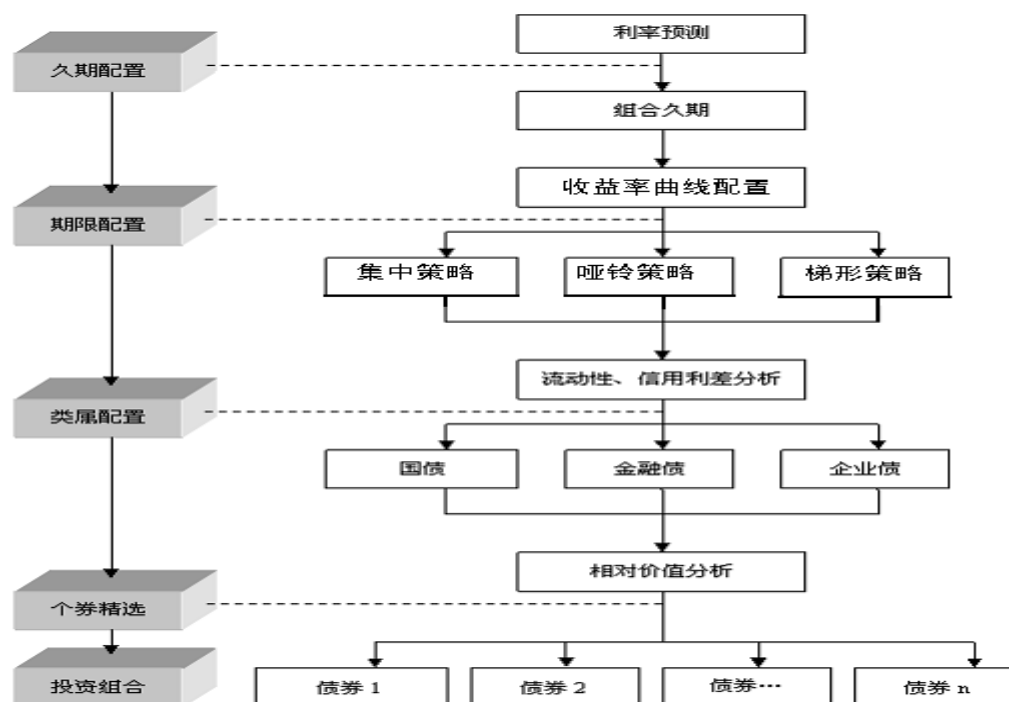 利率预测
久期配置
组合久期
收益率曲线配置
期限配置
集中策略
哑铃策略
梯形策略
流动性、信用利差分析
类属配置
国债
金融债
企业债
相对价值分析
个券精选
投资组合
债券 1
债券 2
债券…
债券 n